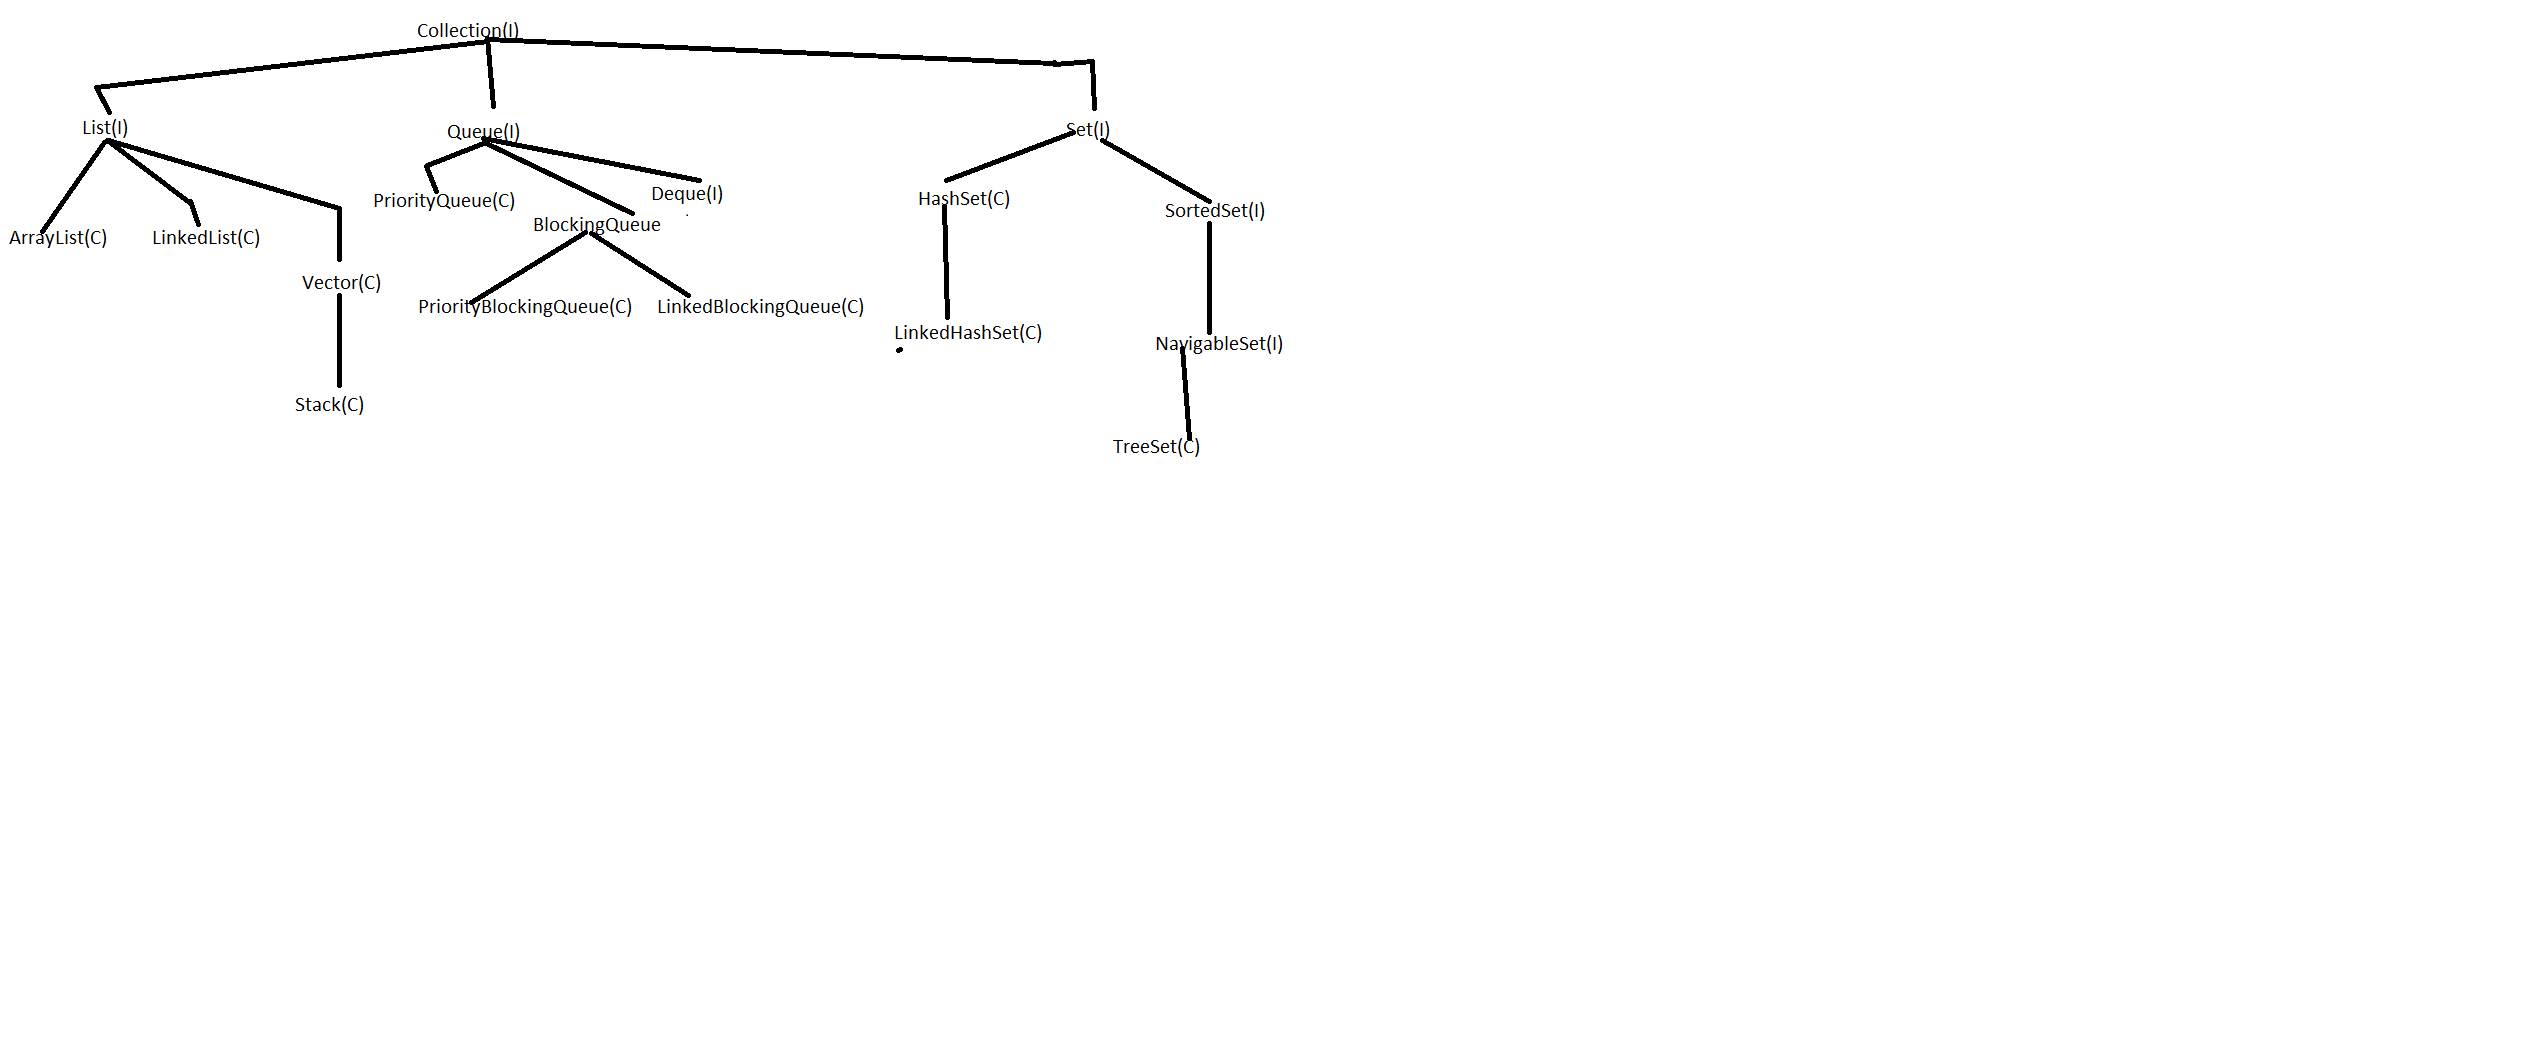 Collection(I)
List(I)
Queue(I)
Set(I)
PriorityQueue(C)
Deque(I)
HashSet(C)
SortedSet(I)
BlockingQueue
ArrayList(C)
LinkedList(C)
Vector(C)
PriorityBlockingQueue(C)
LinkedBlockingQueue(C)
LinkedHashSet(C)
NavigableSet(I)
Stack(C)
TreeSet(C)